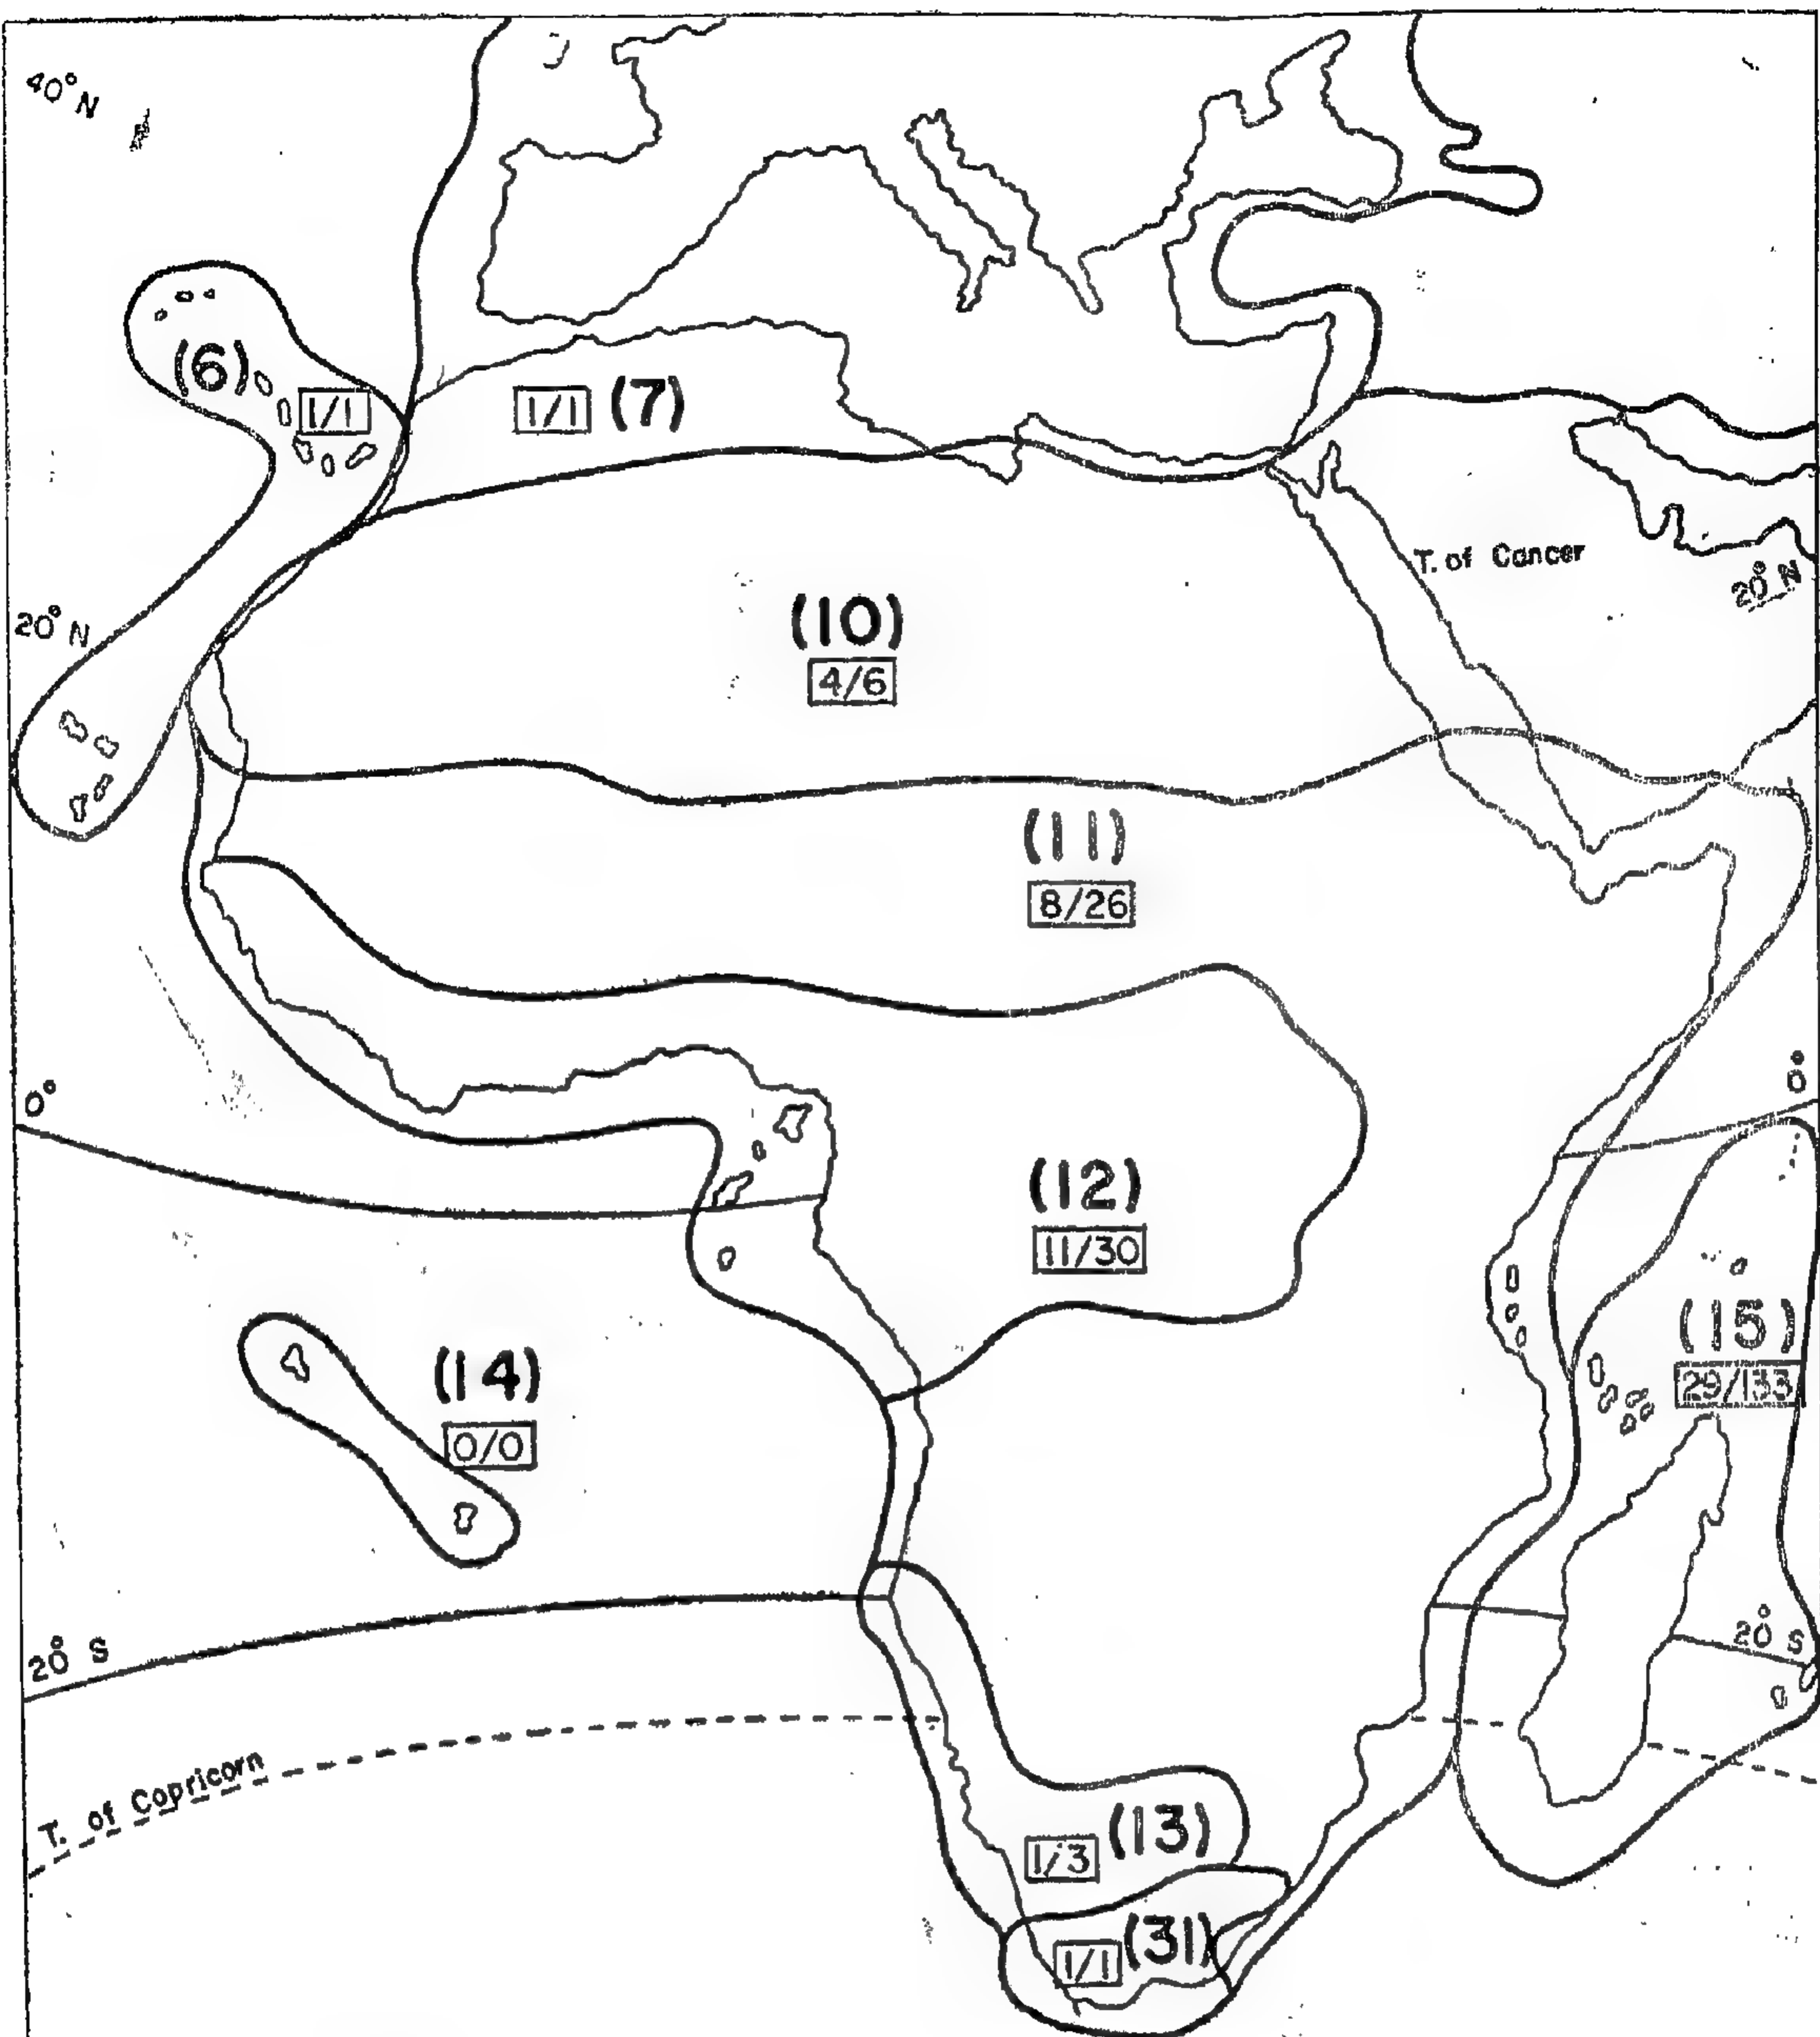 40° N
(6)
1/1
1/1 (7)
T. of Cancer
20° N
(10)
4/6
20° N
(11)
8/26
0°
0°
(12)
11/30
(15)
29/133
(14)
0/0
20° S
20° S
T. of Copricorn
1/3 (13)
1/1 (31)